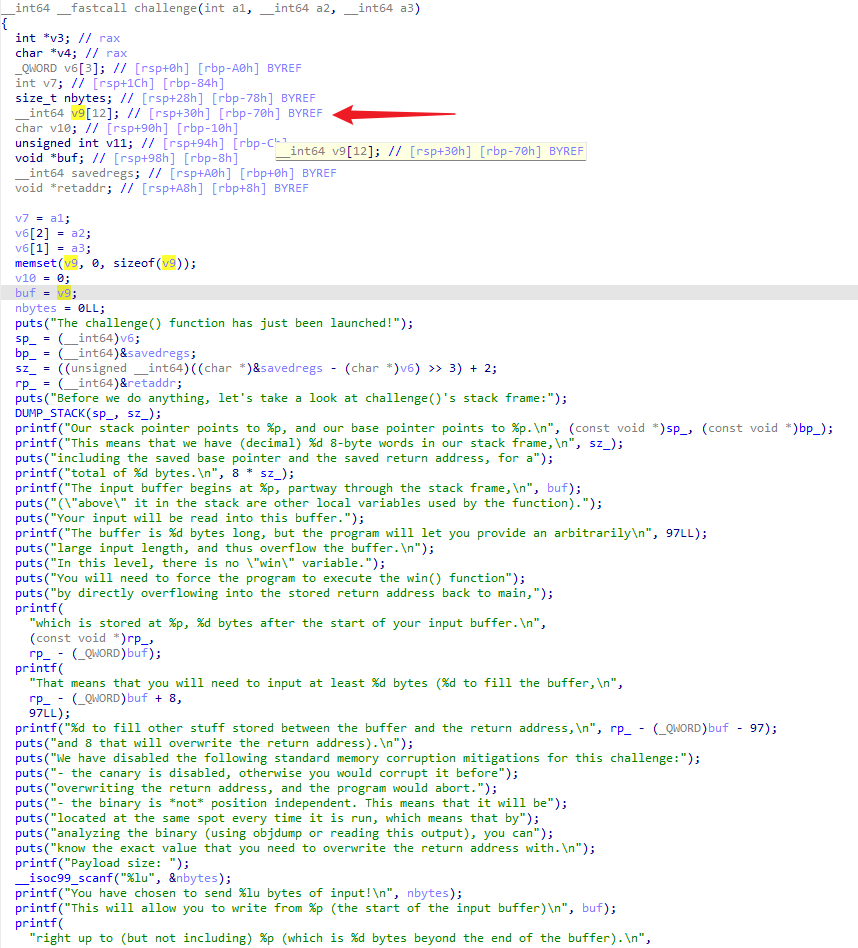 __int64 __fastcall challenge(int a1, __int64 a2, __int64 a3)
{
  int *v3; // rax
  char *v4; // rax
  _QWORD v6[3]; // [rsp+0h] [rbp-A0h] BYREF
  int v7; // [rsp+1Ch] [rbp-84h]
  size_t nbytes; // [rsp+28h] [rbp-78h] BYREF
  __int64 v9[12]; // [rsp+30h] [rbp-70h] BYREF
  char v10; // [rsp+90h] [rbp-10h]
  unsigned int v11; // [rsp+94h] [rbp-Ch]
__int64 v9[12]; // [rsp+30h] [rbp-70h] BYREF
  void *buf; // [rsp+98h] [rbp-8h]
  __int64 savedregs; // [rsp+A0h] [rbp+0h] BYREF
  void *retaddr; // [rsp+A8h] [rbp+8h] BYREF

  v7 = a1;
  v6[2] = a2;
  v6[1] = a3;
  memset(v9, 0, sizeof(v9));
  v10 = 0;
  buf = v9;
  nbytes = 0LL;
  puts("The challenge() function has just been launched!");
  sp_ = (__int64)v6;
  bp_ = (__int64)&savedregs;
  sz_ = ((unsigned __int64)((char *)&savedregs - (char *)v6) >> 3) + 2;
  rp_ = (__int64)&retaddr;
  puts("Before we do anything, let's take a look at challenge()'s stack frame:");
  DUMP_STACK(sp_, sz_);
  printf("Our stack pointer points to %p, and our base pointer points to %p.\n", (const void *)sp_, (const void *)bp_);
  printf("This means that we have (decimal) %d 8-byte words in our stack frame,\n", sz_);
  puts("including the saved base pointer and the saved return address, for a");
  printf("total of %d bytes.\n", 8 * sz_);
  printf("The input buffer begins at %p, partway through the stack frame,\n", buf);
  puts("(\"above\" it in the stack are other local variables used by the function).");
  puts("Your input will be read into this buffer.");
  printf("The buffer is %d bytes long, but the program will let you provide an arbitrarily\n", 97LL);
  puts("large input length, and thus overflow the buffer.\n");
  puts("In this level, there is no \"win\" variable.");
  puts("You will need to force the program to execute the win() function");
  puts("by directly overflowing into the stored return address back to main,");
  printf(
    "which is stored at %p, %d bytes after the start of your input buffer.\n",
    (const void *)rp_,
    rp_ - (_QWORD)buf);
  printf(
    "That means that you will need to input at least %d bytes (%d to fill the buffer,\n",
    rp_ - (_QWORD)buf + 8,
    97LL);
  printf("%d to fill other stuff stored between the buffer and the return address,\n", rp_ - (_QWORD)buf - 97);
  puts("and 8 that will overwrite the return address).\n");
  puts("We have disabled the following standard memory corruption mitigations for this challenge:");
  puts("- the canary is disabled, otherwise you would corrupt it before");
  puts("overwriting the return address, and the program would abort.");
  puts("- the binary is *not* position independent. This means that it will be");
  puts("located at the same spot every time it is run, which means that by");
  puts("analyzing the binary (using objdump or reading this output), you can");
  puts("know the exact value that you need to overwrite the return address with.\n");
  printf("Payload size: ");
  __isoc99_scanf("%lu", &nbytes);
  printf("You have chosen to send %lu bytes of input!\n", nbytes);
  printf("This will allow you to write from %p (the start of the input buffer)\n", buf);
  printf(
    "right up to (but not including) %p (which is %d bytes beyond the end of the buffer).\n",